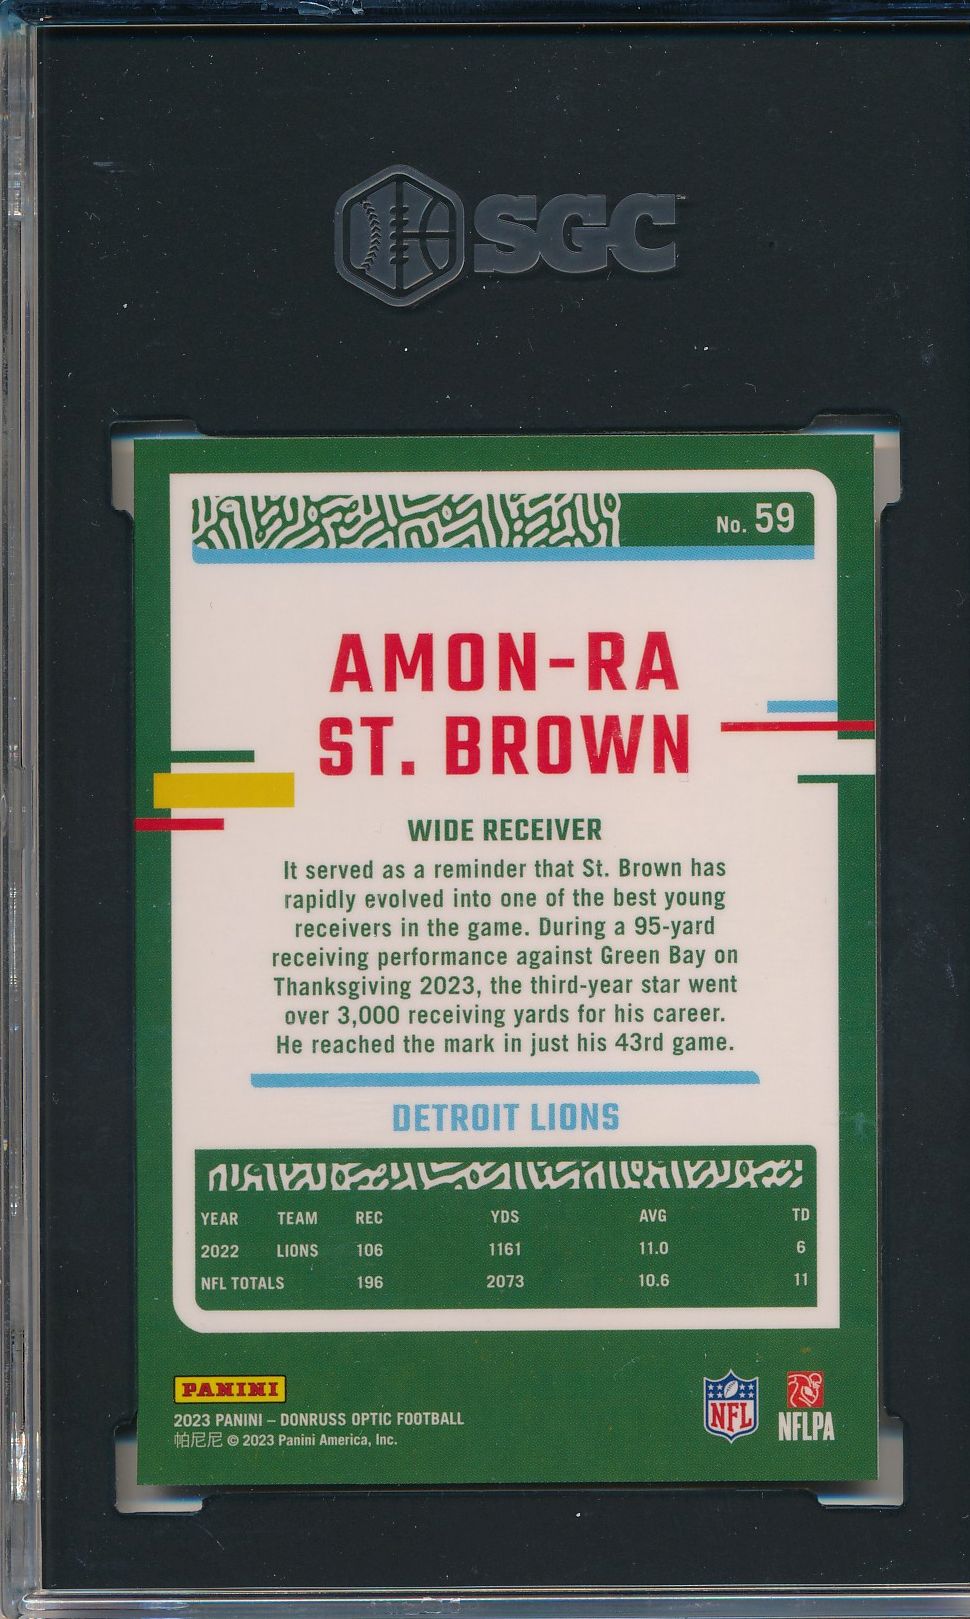 SGC
No. 59
AMON-RA
ST. BROWN
WIDE RECEIVER
It served as a reminder that St. Brown has
rapidly evolved into one of the best young
receivers in the game. During a 95-yard
receiving performance against Green Bay on
Thanksgiving 2023, the third-year star went
over 3,000 receiving yards for his career.
He reached the mark in just his 43rd game.
DETROIT LIONS
YEAR TEAM REC YDS AVG TD
2022 LIONS 106 1161 11.0 6
NFL TOTALS 196 2073 10.6 11
PANINI
2023 PANINI – DONRUSS OPTIC FOOTBALL
帕尼尼 © 2023 Panini America, Inc.
NFL
NFLPA